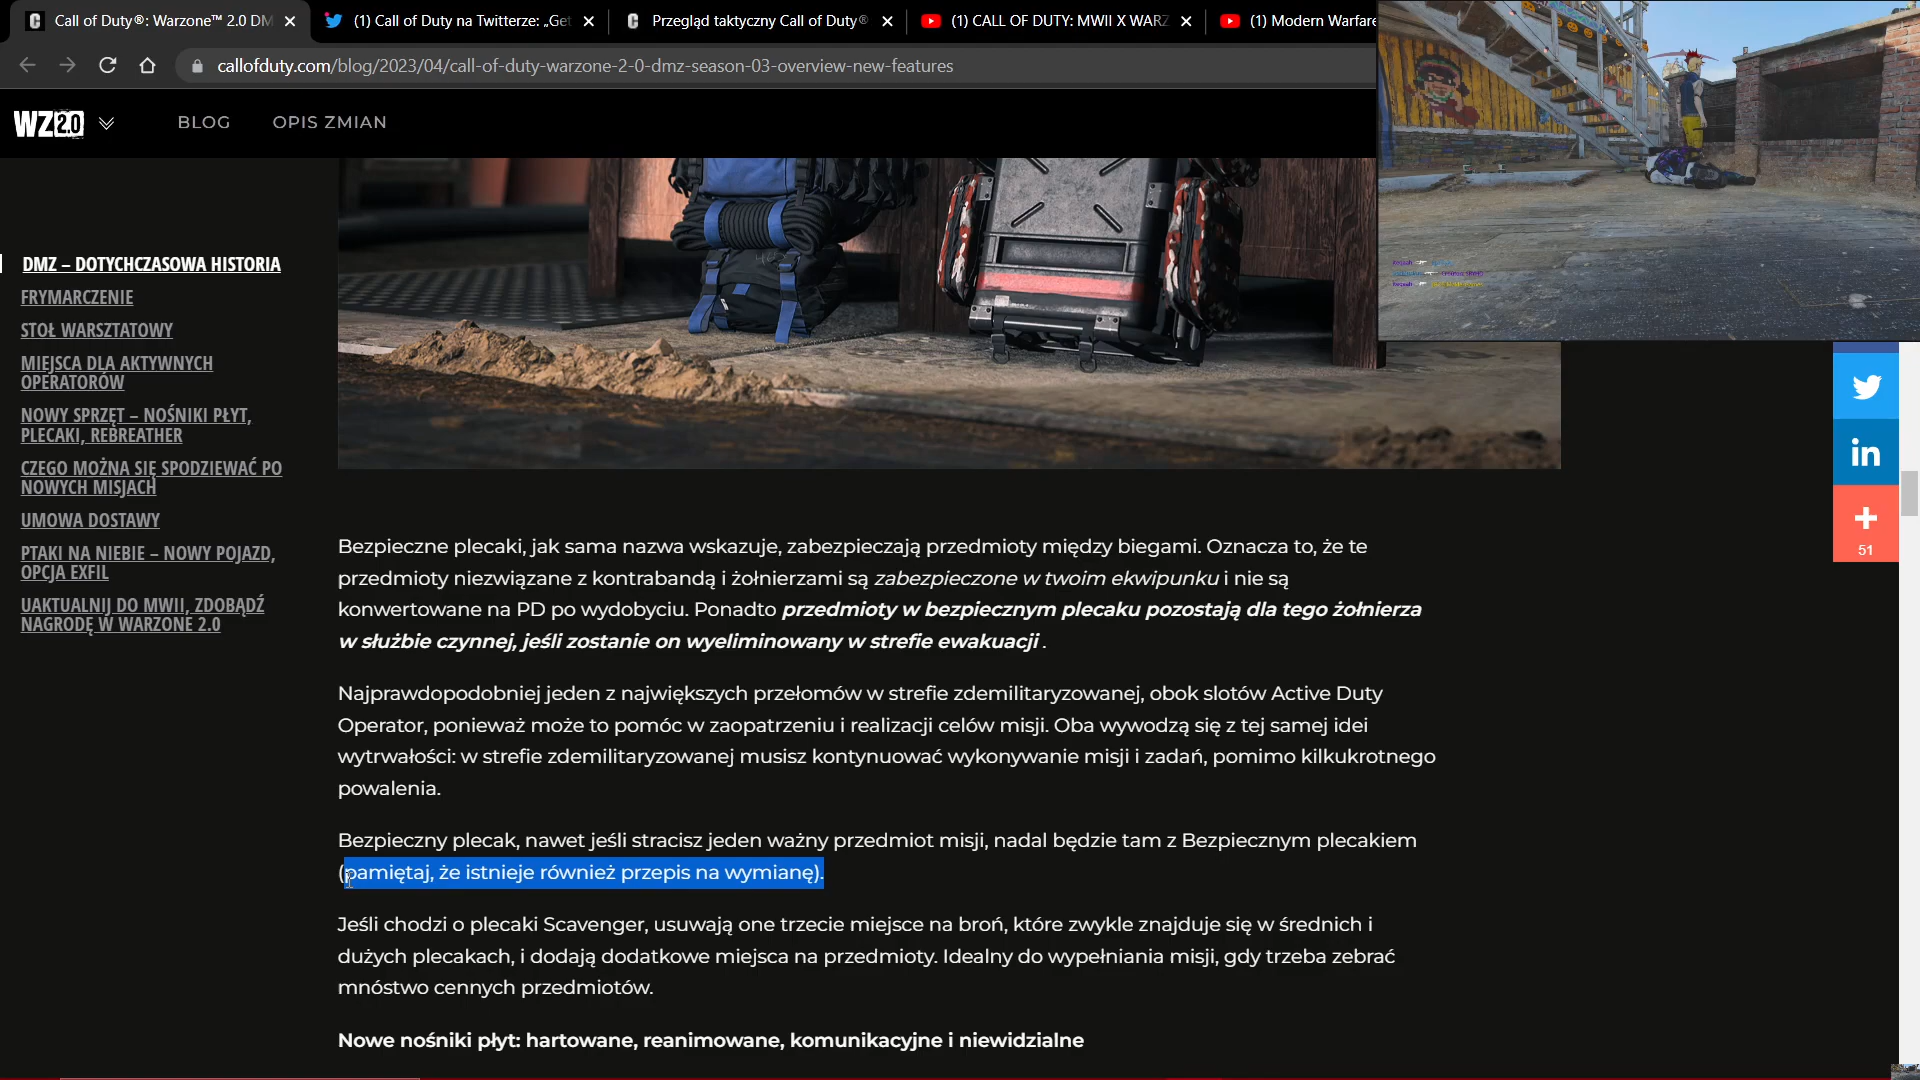 Call of Duty®: Warzone™ 2.0 DM
(1) Call of Duty na Twitterze: „Get
Przegląd taktyczny Call of Duty®
(1) CALL OF DUTY: MWII X WARZ
(1) Modern Warfare
callofduty.com/blog/2023/04/call-of-duty-warzone-2-0-dmz-season-03-overview-new-features
WZ2.0
BLOG
OPIS ZMIAN
DMZ – DOTYCHCZASOWA HISTORIA
FRYMARCZENIE
STOŁ WARSZTATOWY
MIEJSCA DLA AKTYWNYCH
OPERATORÓW
NOWY SPRZĘT – NOŚNIKI PŁYT,
PLECAKI, REBREATHER
CZEGO MOŻNA SIĘ SPODZIEWAĆ PO
NOWYCH MISJACH
UMOWA DOSTAWY
PTAKI NA NIEBIE – NOWY POJAZD,
OPCJA EXFIL
UAKTUALNIJ DO MWII, ZDOBĄDŹ
NAGRODĘ W WARZONE 2.0
in
51
Bezpieczne plecaki, jak sama nazwa wskazuje, zabezpieczają przedmioty między biegami. Oznacza to, że te
przedmioty niezwiązane z kontrabandą i żołnierzami są zabezpieczone w twoim ekwipunku i nie są
konwertowane na PD po wydobyciu. Ponadto przedmioty w bezpiecznym plecaku pozostają dla tego żołnierza
w służbie czynnej, jeśli zostanie on wyeliminowany w strefie ewakuacji .
Najprawdopodobniej jeden z największych przełomów w strefie zdemilitaryzowanej, obok slotów Active Duty
Operator, ponieważ może to pomóc w zaopatrzeniu i realizacji celów misji. Oba wywodzą się z tej samej idei
wytrwałości: w strefie zdemilitaryzowanej musisz kontynuować wykonywanie misji i zadań, pomimo kilkukrotnego
powalenia.
Bezpieczny plecak, nawet jeśli stracisz jeden ważny przedmiot misji, nadal będzie tam z Bezpiecznym plecakiem
(pamiętaj, że istnieje również przepis na wymianę).
Jeśli chodzi o plecaki Scavenger, usuwają one trzecie miejsce na broń, które zwykle znajduje się w średnich i
dużych plecakach, i dodają dodatkowe miejsca na przedmioty. Idealny do wypełniania misji, gdy trzeba zebrać
mnóstwo cennych przedmiotów.
Nowe nośniki płyt: hartowane, reanimowane, komunikacyjne i niewidzialne